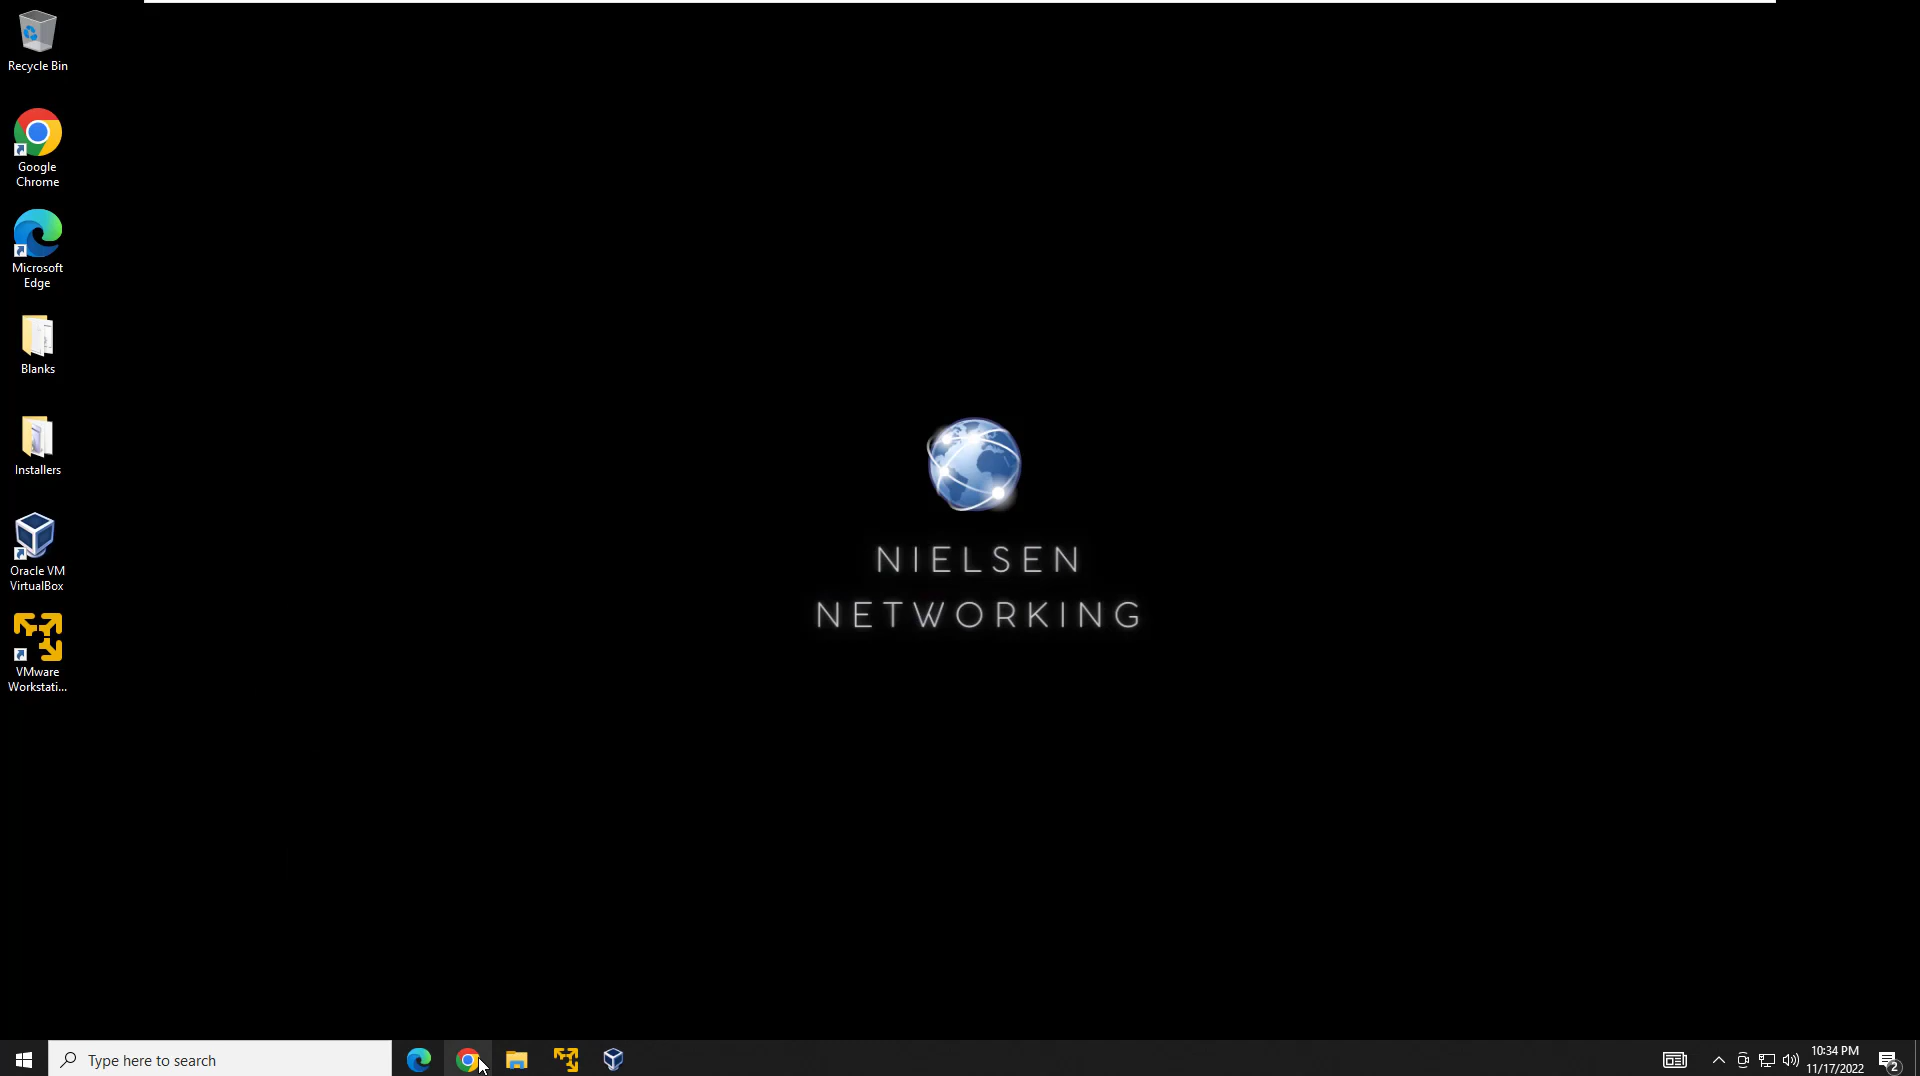 Recycle Bin
Google
Chrome
Microsoft
Edge
Blanks
Installers
Oracle VM
VirtualBox
VMware
Workstati...
NIELSEN
NETWORKING
Type here to search
10:34 PM
11/17/2022
2